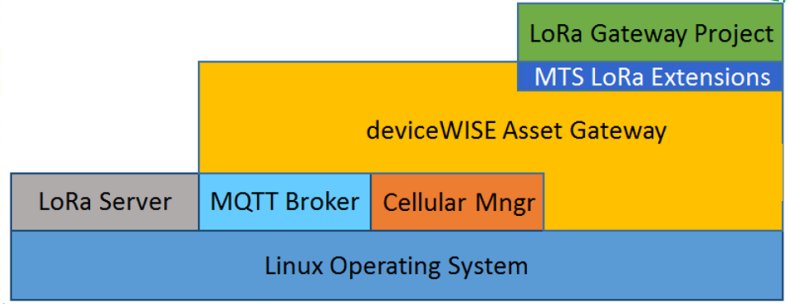 LoRa Gateway Project
MTS LoRa Extensions
deviceWISE Asset Gateway
LoRa Server
MQTT Broker
Cellular Mngr
Linux Operating System